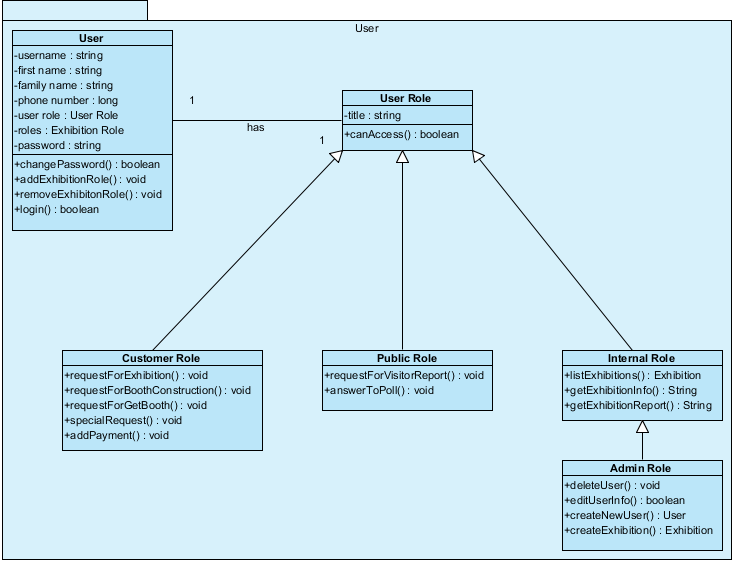 User
User
-username : string
-first name : string
-family name : string
-phone number : long
-user role : User Role
-roles : Exhibition Role
-password : string
+changePassword() : boolean
+addExhibitionRole() : void
+removeExhibitonRole() : void
+login() : boolean
1
has
1
User Role
-title : string
+canAccess() : boolean
Customer Role
+requestForExhibition() : void
+requestForBoothConstruction() : void
+requestForGetBooth() : void
+specialRequest() : void
+addPayment() : void
Public Role
+requestForVisitorReport() : void
+answerToPoll() : void
Internal Role
+listExhibitions() : Exhibition
+getExhibitionInfo() : String
+getExhibitionReport() : String
Admin Role
+deleteUser() : void
+editUserInfo() : boolean
+createNewUser() : User
+createExhibition() : Exhibition